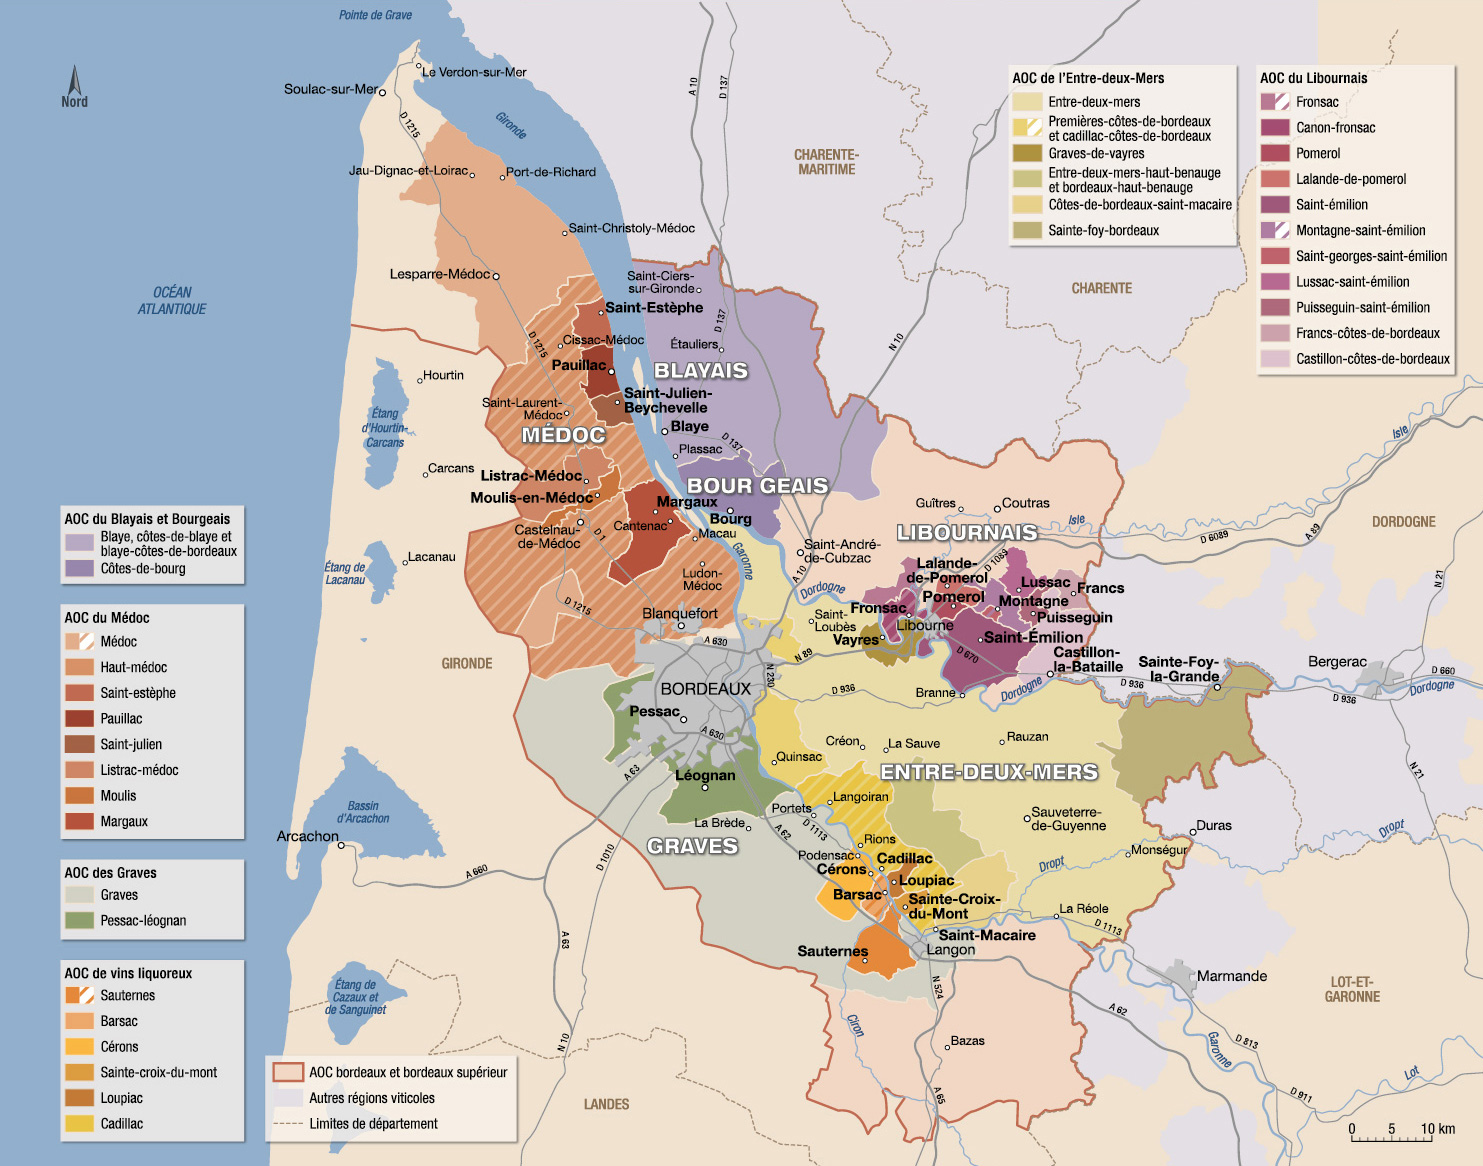 Pointe de Grave
Le Verdon-sur-Mer
Soulac-sur-Mer
Nord
D 1215
Gironde
A 10
D 137
CHARENTE-
MARITIME
Jau-Dignac-et-Loirac
Port-de-Richard
Saint-Christoly-Médoc
Lesparre-Médoc
Saint-Ciers-
sur-Gironde
OCÉAN
ATLANTIQUE
CHARENTE
Saint-Estèphe
D 137
N 10
D 1215
Cissac-Médoc
Étauliers
Pauillac
BLAYAIS
Hourtin
Saint-Julien-
Beychevelle
Saint-Laurent-
Médoc
Étang
d'Hourtin-
Carcans
MÉDOC
Blaye
D 137
Plassac
Carcans
Listrac-Médoc
Moulis-en-Médoc
BOUR GEAIS
Margaux
Bourg
Cantenac
Macau
Castelnau-
de-Médoc
D 1
Garonne
Guîtres
Coutras
Isle
Isle
LIBOURNAIS
D 6089
A 89
DORDOGNE
N 21
Lacanau
Étang de
Lacanau
Ludon-
Médoc
Saint-André-
de-Cubzac
A 10
Dordogne
Lalande-
de-Pomerol
D 1089
Lussac
Francs
Pomerol
Montagne
Fronsac
Puisseguin
D 1215
Blanquefort
Saint-
Loubès
Libourne
Vayres
Saint-Émilion
A 630
N 89
D 670
Castillon-
la-Bataille
Sainte-Foy-
la-Grande
Bergerac
D 660
GIRONDE
N 230
BORDEAUX
D 936
Branne
Dordogne
D 936
D 936
Dordogne
Pessac
A 630
Créon
La Sauve
Rauzan
Quinsac
ENTRE-DEUX-MERS
N 21
A 63
Léognan
Langoiran
Bassin
d'Arcachon
Portets
La Brède
A 62
D 1113
Sauveterre-
de-Guyenne
Duras
Dropt
Arcachon
GRAVES
Rions
Monségur
Podensac
Cadillac
Dropt
A 660
D 1010
Cérons
Loupiac
Barsac
Sainte-Croix-
du-Mont
La Réole
D 1113
A 63
Saint-Macaire
Sauternes
Langon
Marmande
Étang de
Cazaux et
de Sanguinet
N 524
LOT-ET-
GARONNE
A 62
Ciron
N 10
Bazas
Garonne
D 813
Lot
D 911
A 65
LANDES
0 5 10 km
AOC de l'Entre-deux-Mers
Entre-deux-mers
Premières-côtes-de-bordeaux
et cadillac-côtes-de-bordeaux
Graves-de-vayres
Entre-deux-mers-haut-benauge
et bordeaux-haut-benauge
Côtes-de-bordeaux-saint-macaire
Sainte-foy-bordeaux
AOC du Libournais
Fronsac
Canon-fronsac
Pomerol
Lalande-de-pomerol
Saint-émilion
Montagne-saint-émilion
Saint-georges-saint-émilion
Lussac-saint-émilion
Puisseguin-saint-émilion
Francs-côtes-de-bordeaux
Castillon-côtes-de-bordeaux
AOC du Blayais et Bourgeais
Blaye, côtes-de-blaye et
blaye-côtes-de-bordeaux
Côtes-de-bourg
AOC du Médoc
Médoc
Haut-médoc
Saint-estèphe
Pauillac
Saint-julien
Listrac-médoc
Moulis
Margaux
AOC des Graves
Graves
Pessac-léognan
AOC de vins liquoreux
Sauternes
Barsac
Cérons
Sainte-croix-du-mont
Loupiac
Cadillac
AOC bordeaux et bordeaux supérieur
Autres régions viticoles
Limites de département